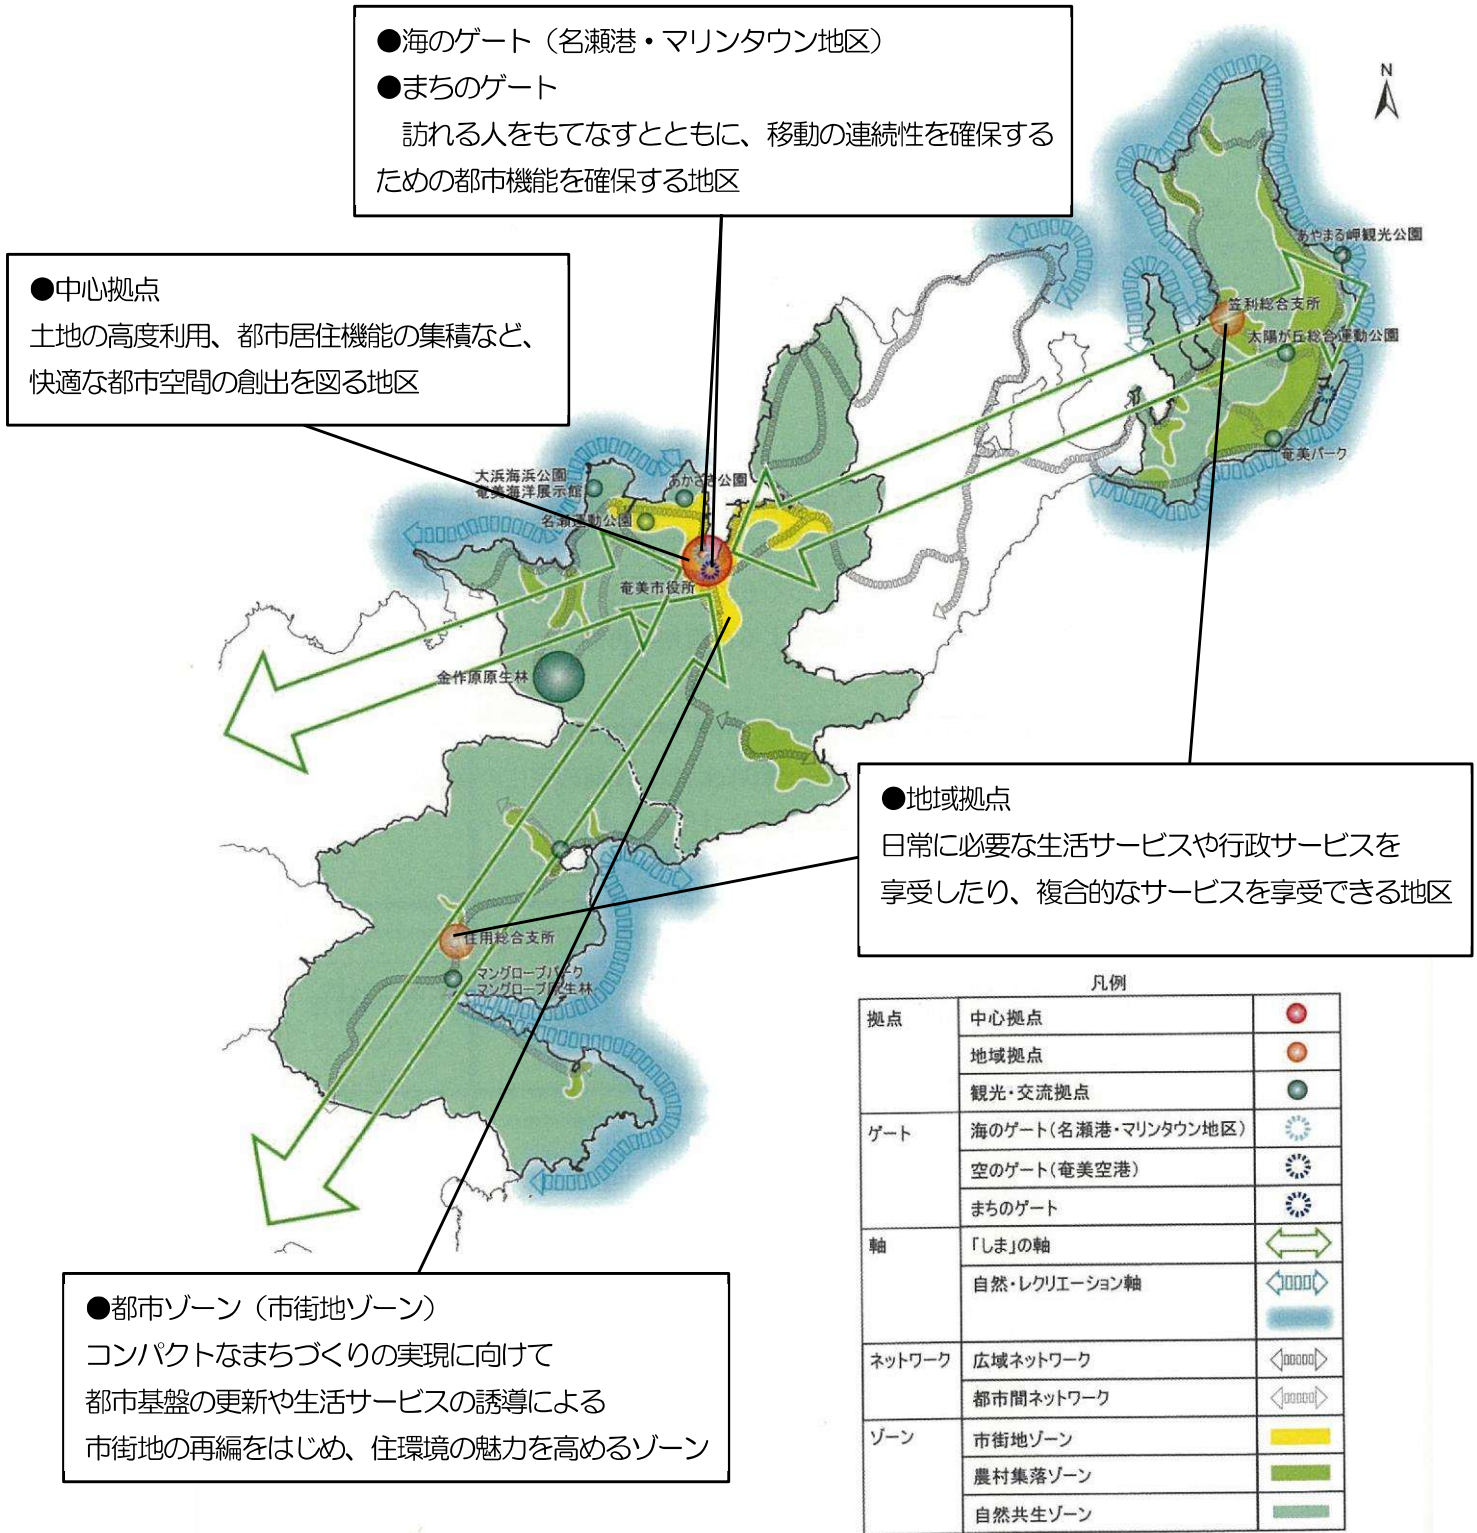 ●海のゲート（名瀬港・マリンタウン地区）
●まちのゲート
訪れる人をもてなすとともに、移動の連続性を確保する
ための都市機能を確保する地区
N
●中心拠点
土地の高度利用、都市居住機能の集積など、
快適な都市空間の創出を図る地区
あやまる岬観光公園
笠利総合支所
太陽が丘総合運動公園
奄美パーク
大浜海浜公園
奄美海洋展示館
あかさき公園
名瀬運動公園
奄美市役所
金作原原生林
●地域拠点
日常に必要な生活サービスや行政サービスを
享受したり、複合的なサービスを享受できる地区
住用総合支所
マングローブパーク
マングローブ原生林
●都市ゾーン（市街地ゾーン）
コンパクトなまちづくりの実現に向けて
都市基盤の更新や生活サービスの誘導による
市街地の再編をはじめ、住環境の魅力を高めるゾーン
凡例
拠点 中心拠点
地域拠点
観光・交流拠点
ゲート 海のゲート(名瀬港・マリンタウン地区)
空のゲート(奄美空港)
まちのゲート
軸 「しま」の軸
自然・レクリエーション軸
ネットワーク 広域ネットワーク
都市間ネットワーク
ゾーン 市街地ゾーン
農村集落ゾーン
自然共生ゾーン